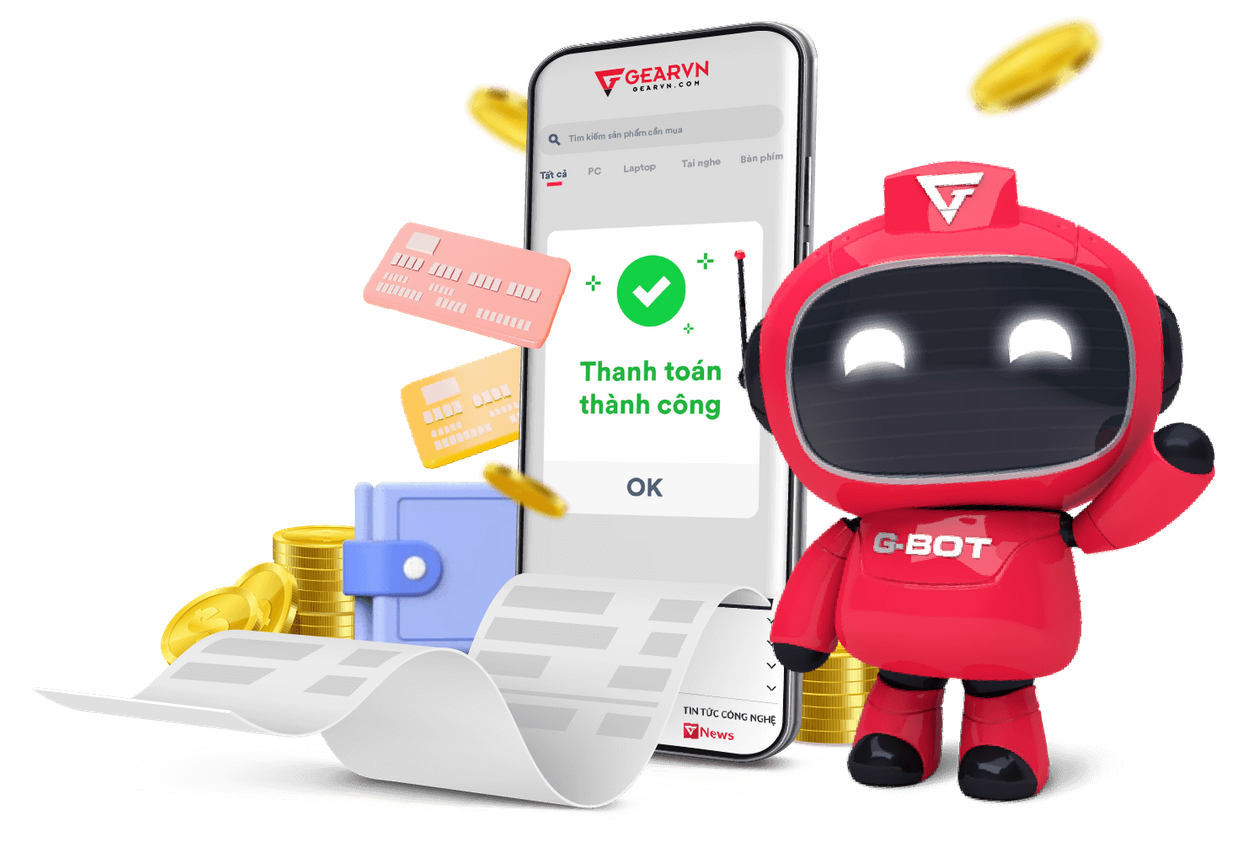 GEARVN
GEARVN.COM
Tìm kiếm sản phẩm cần mua
Tất cả PC Laptop Tai nghe Bàn phím
Thanh toán
thành công
OK
G-BOT
TIN TỨC CÔNG NGHỆ
News